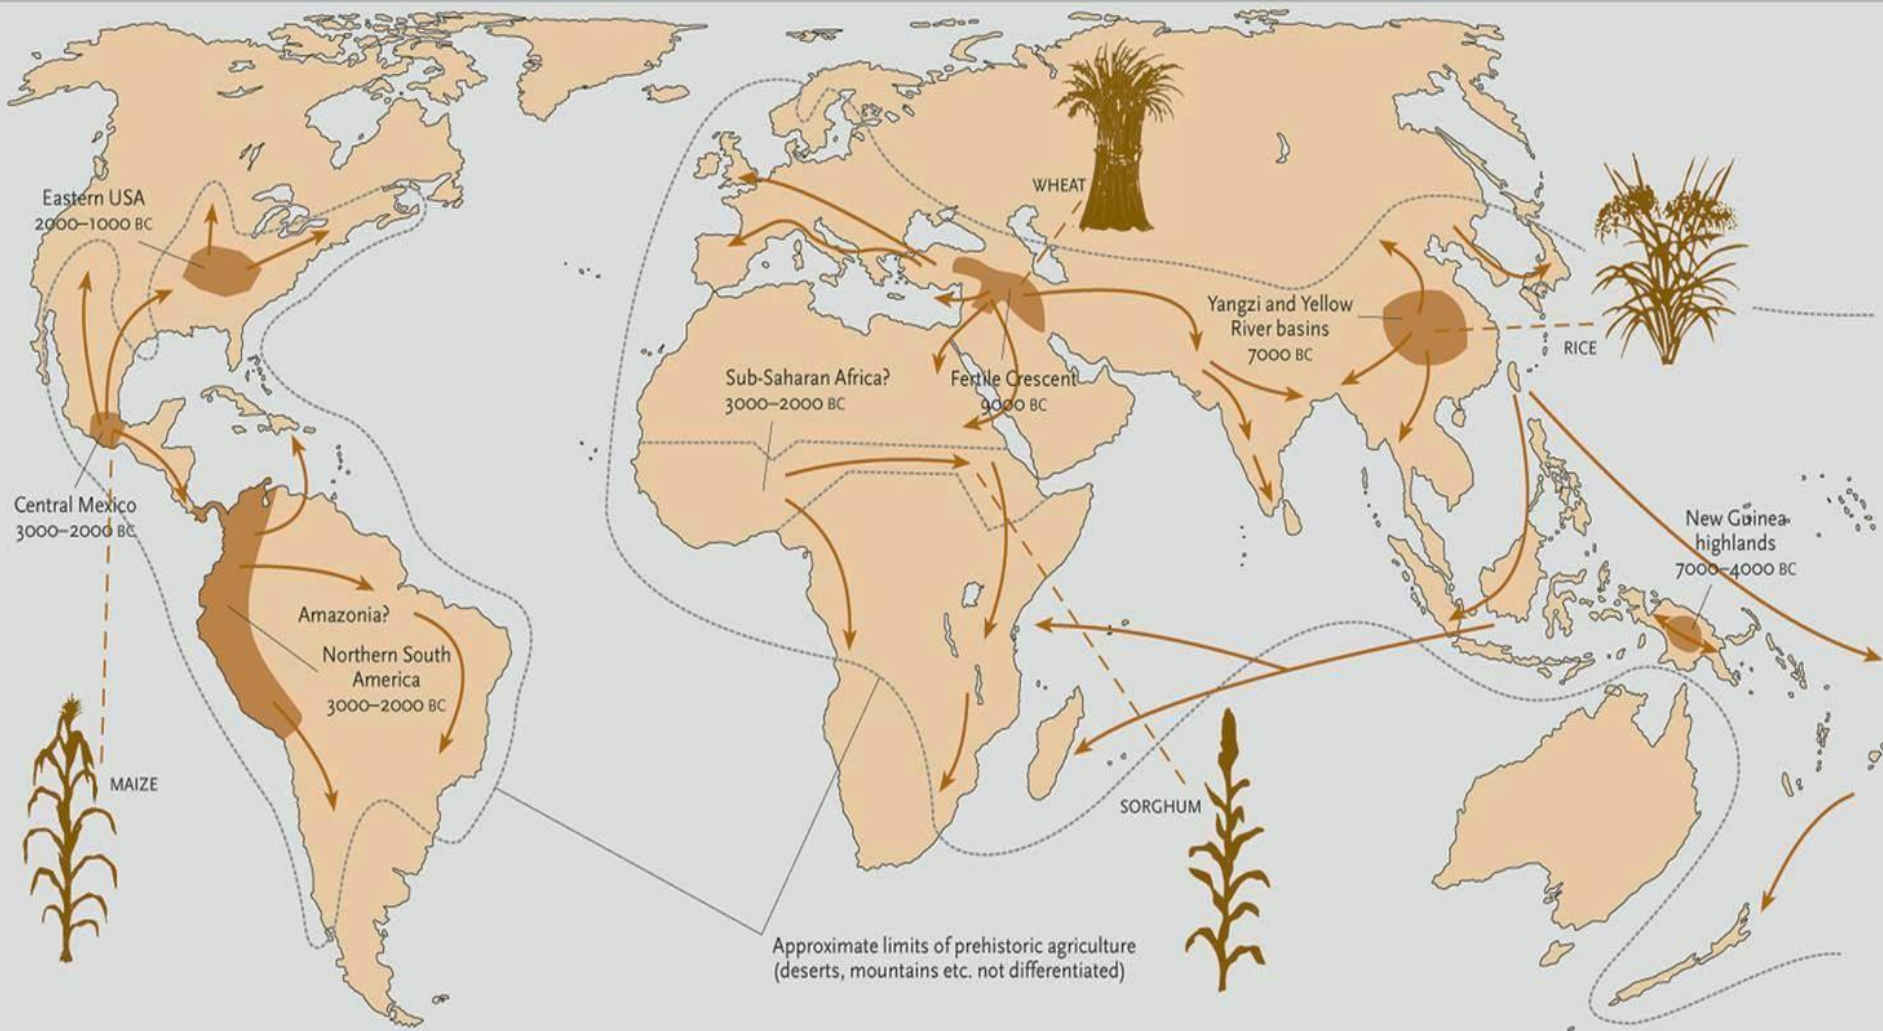 Eastern USA
2000–1000 BC
Central Mexico
3000–2000 BC
MAIZE
Amazonia?
Northern South
America
3000–2000 BC
WHEAT
Sub-Saharan Africa?
3000–2000 BC
Fertile Crescent
9000 BC
Yangzi and Yellow
River basins
7000 BC
RICE
New Guinea
highlands
7000–4000 BC
SORGHUM
Approximate limits of prehistoric agriculture
(deserts, mountains etc. not differentiated)